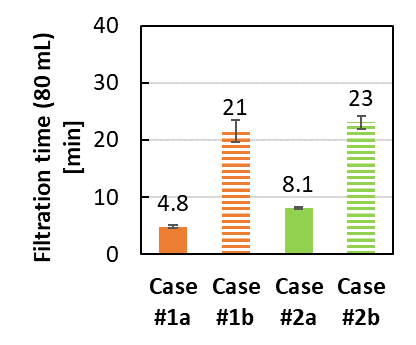 Filtration time (80 mL)
[min]
40
30
20
10
0
4.8
21
8.1
23
Case
#1a
Case
#1b
Case
#2a
Case
#2b